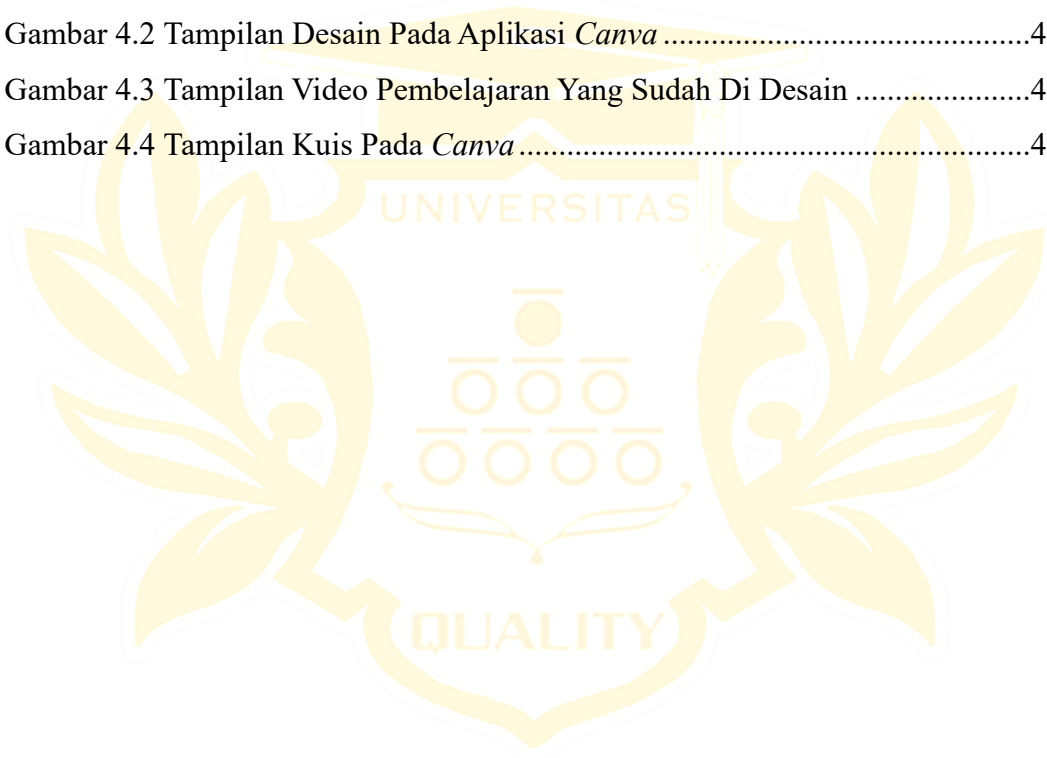 Gambar 4.2 Tampilan Desain Pada Aplikasi Canva ..............................................4
Gambar 4.3 Tampilan Video Pembelajaran Yang Sudah Di Desain ....................4
Gambar 4.4 Tampilan Kuis Pada Canva ................................................................4
UNIVERSITAS
QUALITY